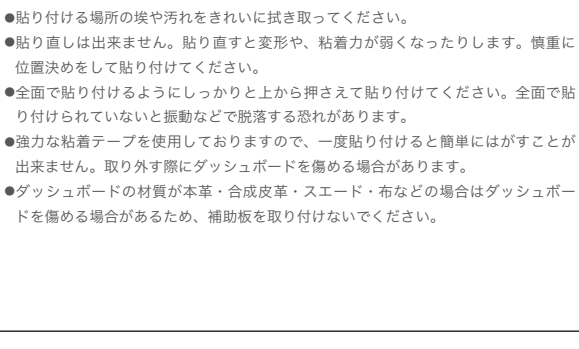 ●貼り付ける場所の埃や汚れをきれいに拭き取ってください。
●貼り直しは出来ません。貼り直すと変形や、粘着力が弱くなったりします。慎重に
位置決めをして貼り付けてください。
●全面で貼り付けるようにしっかりと上から押さえて貼り付けてください。全面で貼
り付けられていないと振動などで脱落する恐れがあります。
●強力な粘着テープを使用しておりますので、一度貼り付けると簡単にはがすことが
出来ません。取り外す際にダッシュボードを傷める場合があります。
●ダッシュボードの材質が本革・合成皮革・スエード・布などの場合はダッシュボー
ドを傷める場合があるため、補助板を取り付けないでください。